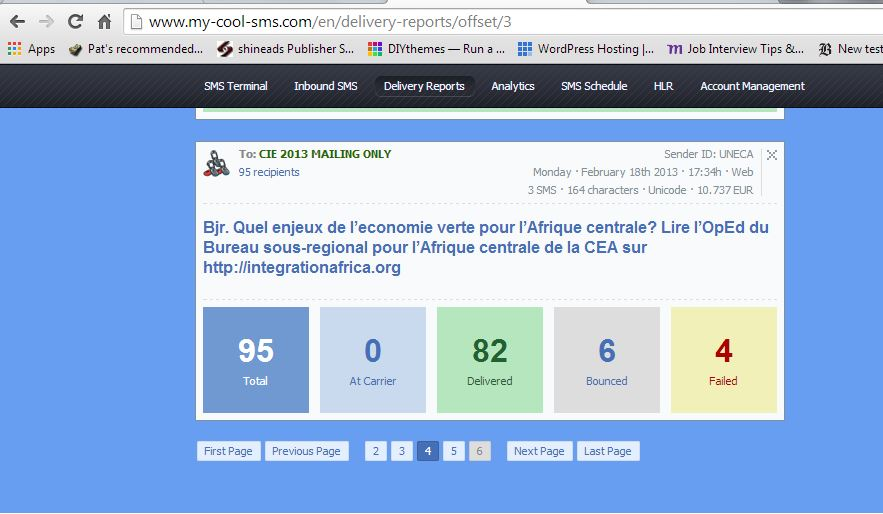 www.my-cool-sms.com/en/delivery-reports/offset/3
Apps Pat's recommended... shineads Publisher S... DIYthemes — Run a ... WordPress Hosting |... Job Interview Tips &... New test
SMS Terminal Inbound SMS Delivery Reports Analytics SMS Schedule HLR Account Management
To: CIE 2013 MAILING ONLY
95 recipients
Sender ID: UNECA
Monday · February 18th 2013 · 17:34h · Web
3 SMS · 164 characters · Unicode · 10.737 EUR
Bjr. Quel enjeux de l’economie verte pour l’Afrique centrale? Lire l’OpEd du
Bureau sous-regional pour l’Afrique centrale de la CEA sur
http://integrationafrica.org
95 0 82 6 4
Total At Carrier Delivered Bounced Failed
First Page Previous Page 2 3 4 5 6 Next Page Last Page